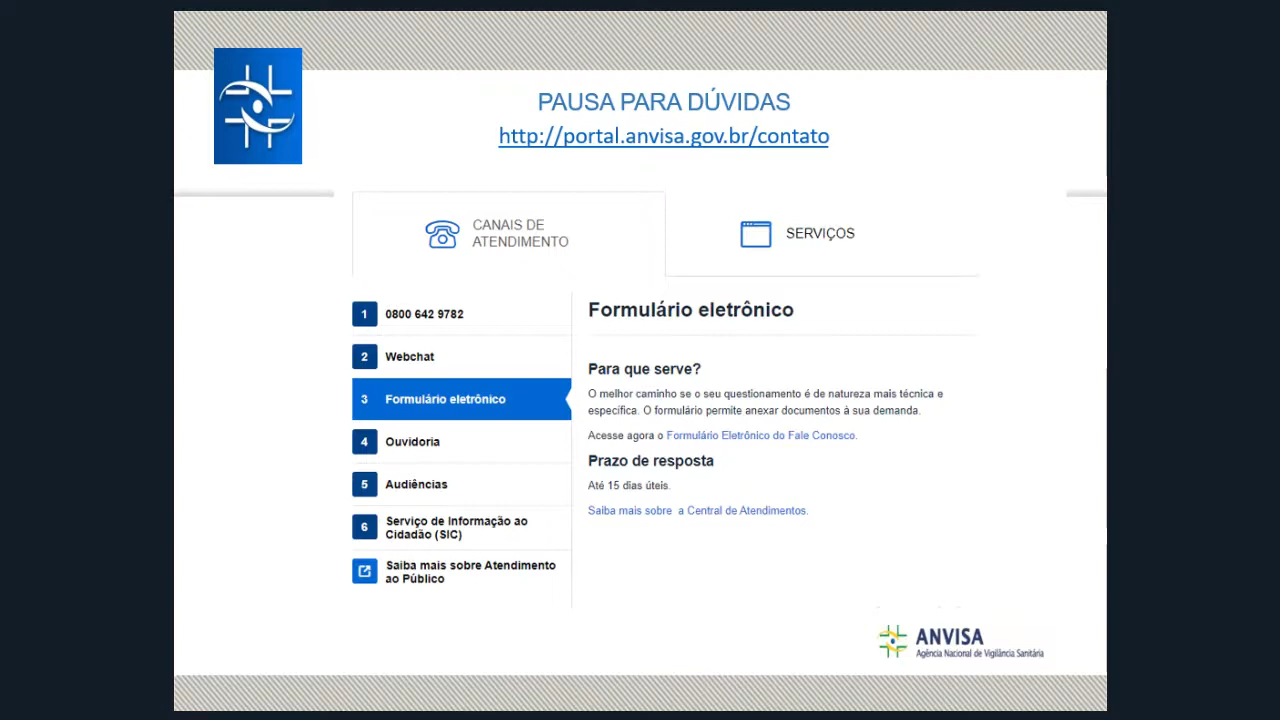 PAUSA PARA DÚVIDAS
http://portal.anvisa.gov.br/contato
CANAIS DE
ATENDIMENTO
SERVIÇOS
1 0800 642 9782
2 Webchat
3 Formulário eletrônico
4 Ouvidoria
5 Audiências
6 Serviço de Informação ao
Cidadão (SIC)
Saiba mais sobre Atendimento
ao Público
Formulário eletrônico
Para que serve?
O melhor caminho se o seu questionamento é de natureza mais técnica e
específica. O formulário permite anexar documentos à sua demanda.
Acesse agora o Formulário Eletrônico do Fale Conosco.
Prazo de resposta
Até 15 dias úteis.
Saiba mais sobre a Central de Atendimentos.
ANVISA
Agência Nacional de Vigilância Sanitária